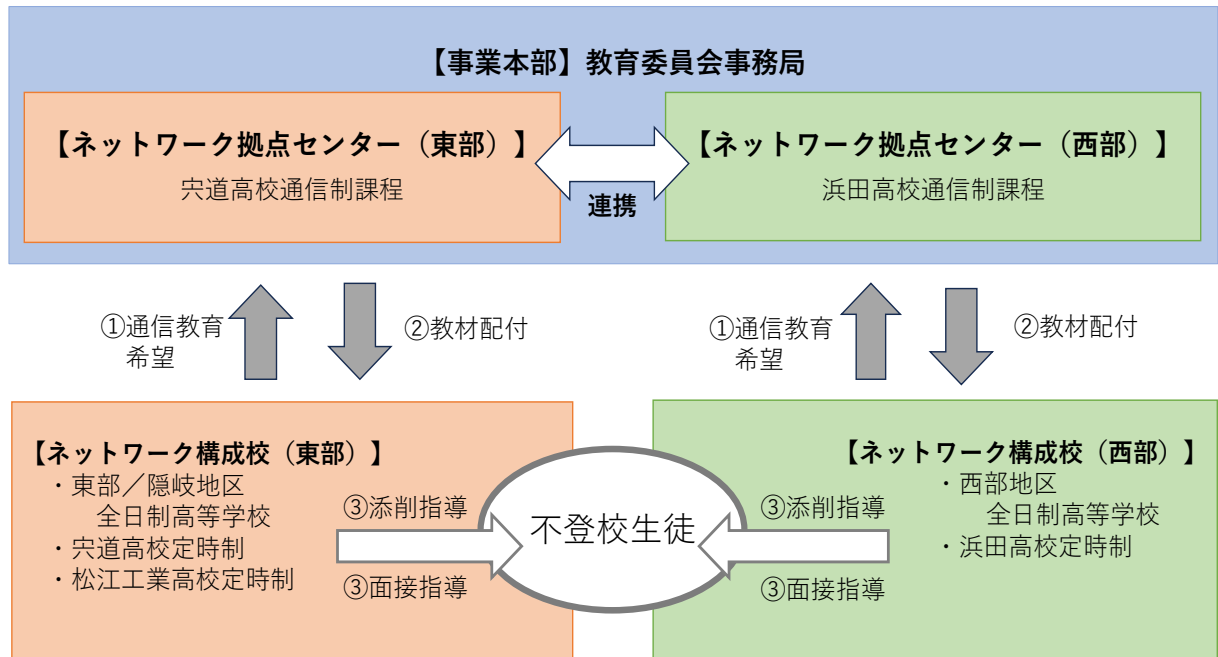 【事業本部】教育委員会事務局
【ネットワーク拠点センター（東部）】
宍道高校通信制課程
連携
【ネットワーク拠点センター（西部）】
浜田高校通信制課程
①通信教育
希望
②教材配付
①通信教育
希望
②教材配付
【ネットワーク構成校（東部）】
・東部／隠岐地区
全日制高等学校
・宍道高校定時制
・松江工業高校定時制
③添削指導
③面接指導
不登校生徒
③添削指導
③面接指導
【ネットワーク構成校（西部）】
・西部地区
全日制高等学校
・浜田高校定時制